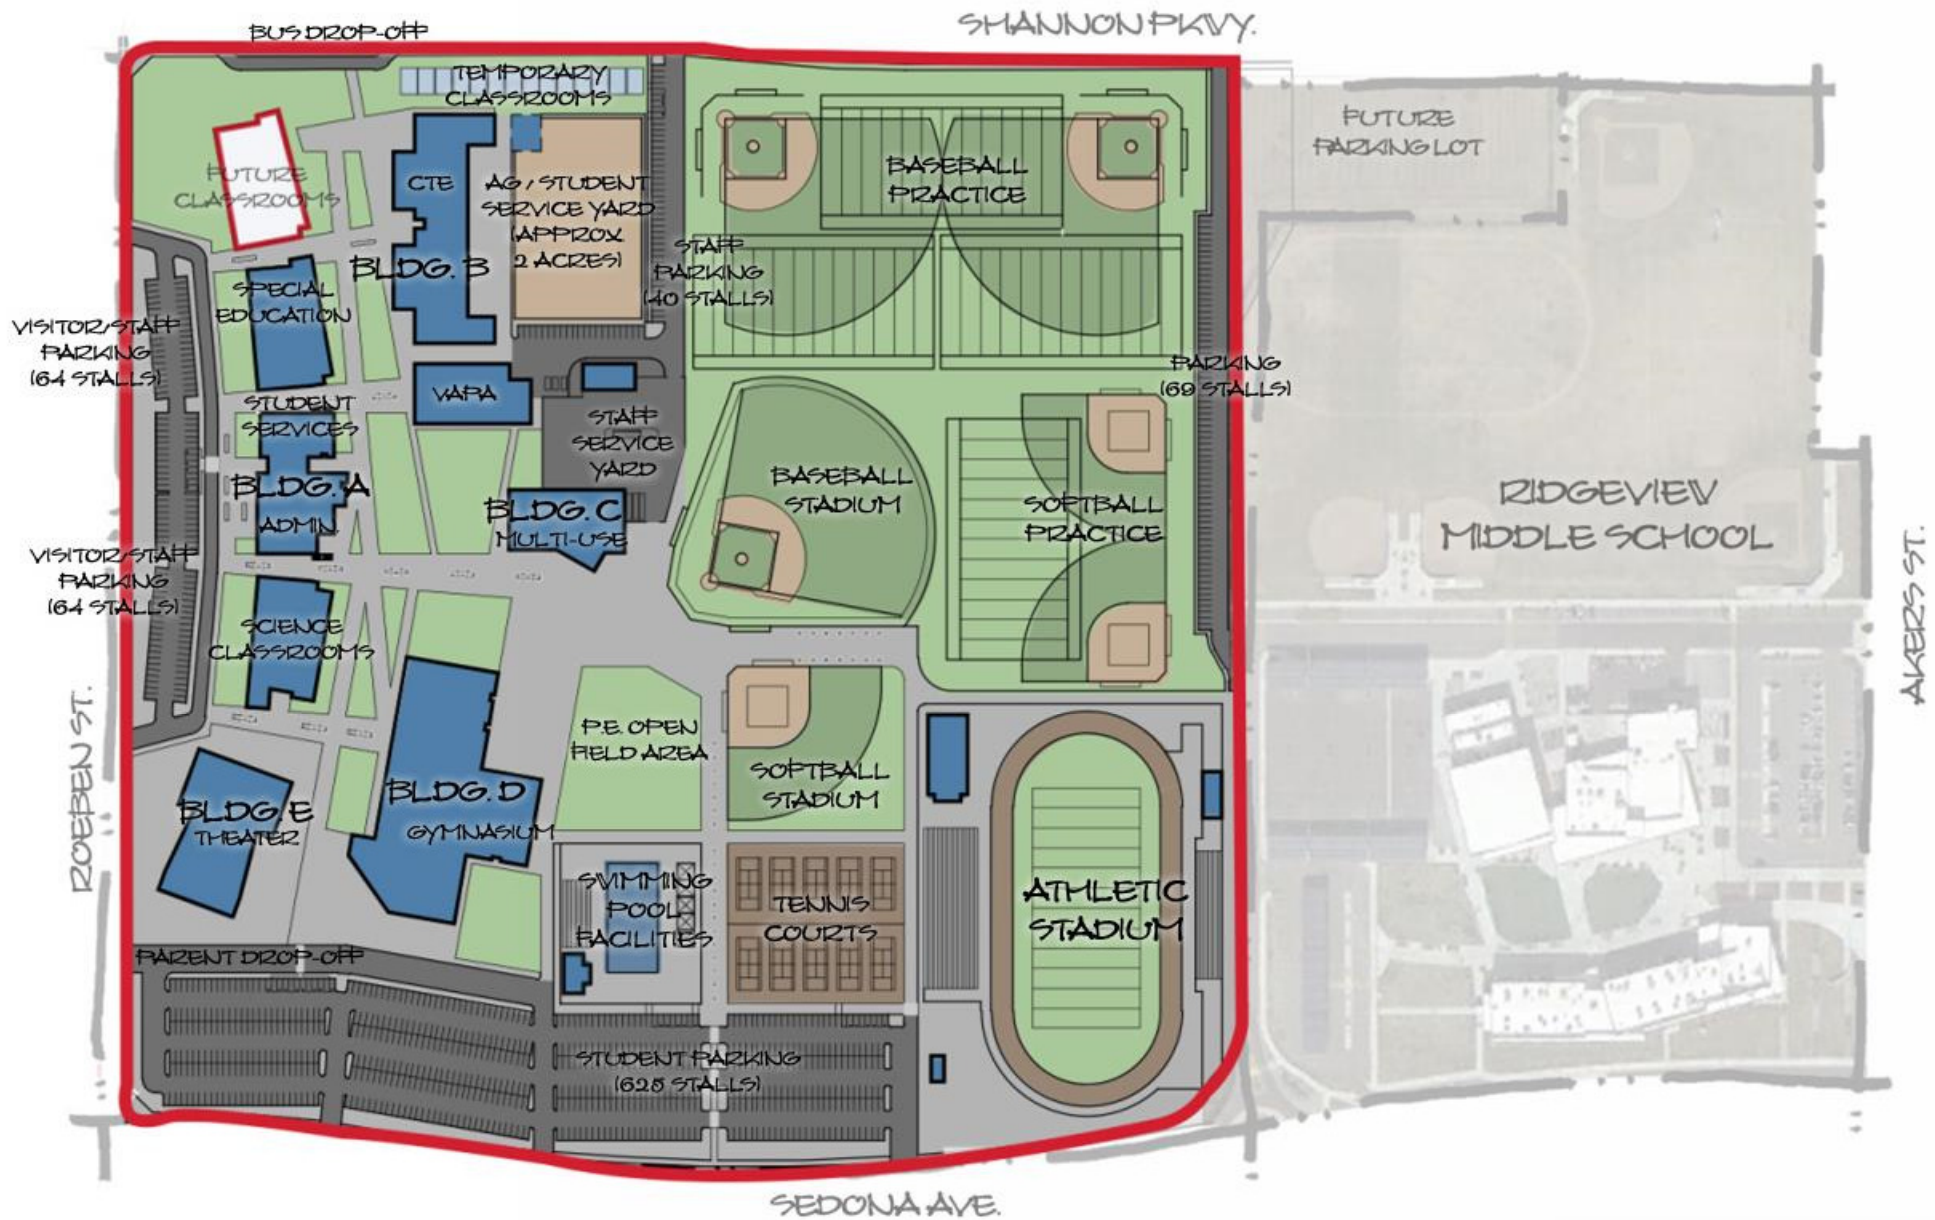 SHANNON PKWY.
BUS DROP-OFF
TEMPORARY
CLASSROOMS
FUTURE
CLASSROOMS
CTE
BLDG. B
AG / STUDENT
SERVICE YARD
(APPROX
2 ACRES)
STAFF
PARKING
(40 STALLS)
BASEBALL
PRACTICE
FUTURE
PARKING LOT
SPECIAL
EDUCATION
VISITOR/STAFF
PARKING
(64 STALLS)
VAPA
STUDENT
SERVICES
BLDG. A
ADMIN.
STAFF
SERVICE
YARD
BLDG. C
MULTI-USE
BASEBALL
STADIUM
SOFTBALL
PRACTICE
PARKING
(69 STALLS)
RIDGEVIEW
MIDDLE SCHOOL
AKERS ST.
VISITOR/STAFF
PARKING
(64 STALLS)
SCIENCE
CLASSROOMS
ROEBEN ST.
P.E. OPEN
FIELD AREA
SOFTBALL
STADIUM
BLDG. E
THEATER
BLDG. D
GYMNASIUM
SWIMMING
POOL
FACILITIES
TENNIS
COURTS
ATHLETIC
STADIUM
PARENT DROP-OFF
STUDENT PARKING
(628 STALLS)
SEDONA AVE.